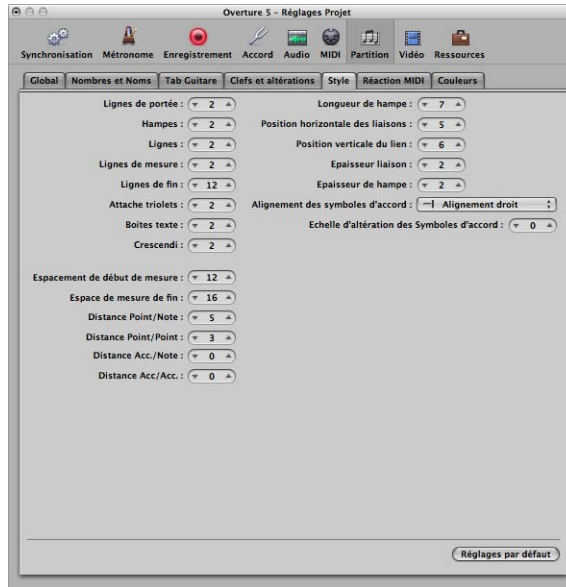 Overture 5 – Réglages Projet
Synchronisation Métronome Enregistrement Accord Audio MIDI Partition Vidéo Ressources
Global Nombres et Noms Tab Guitare Clefs et altérations Style Réaction MIDI Couleurs
Lignes de portée : 2
Hampes : 2
Lignes : 2
Lignes de mesure : 2
Lignes de fin : 12
Attache triolets : 2
Boites texte : 2
Crescendi : 2
Espacement de début de mesure : 12
Espace de mesure de fin : 16
Distance Point/Note : 5
Distance Point/Point : 3
Distance Acc./Note : 0
Distance Acc/Acc. : 0
Longueur de hampe : 7
Position horizontale des liaisons : 5
Position verticale du lien : 6
Epaisseur liaison : 2
Epaisseur de hampe : 2
Alignement des symboles d'accord : Alignement droit
Echelle d'altération des Symboles d'accord : 0
Réglages par défaut